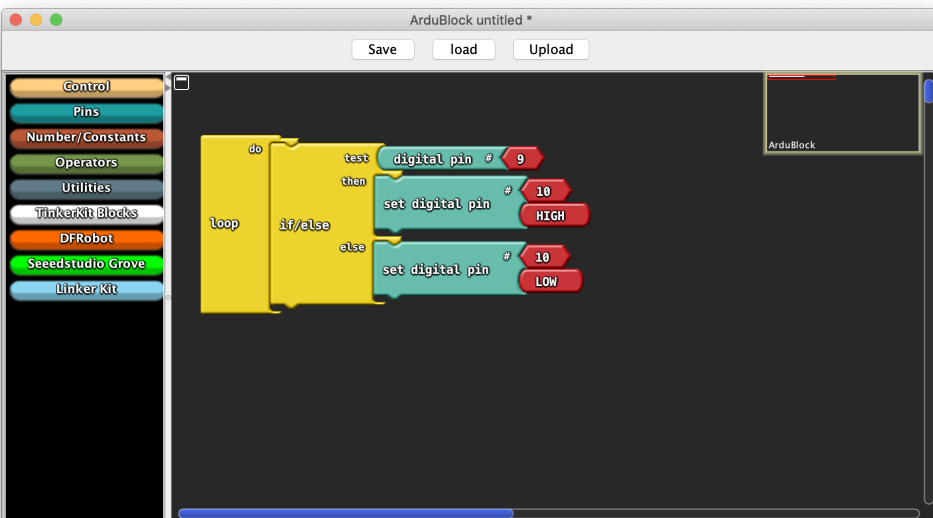 ArduBlock untitled *
Save load Upload
Control
Pins
Number/Constants
Operators
Utilities
TinkerKit Blocks
DFRobot
Seeedstudio Grove
Linker Kit
ArduBlock
do
test digital pin # 9
then
# 10
set digital pin
HIGH
loop if/else
else
# 10
set digital pin
LOW